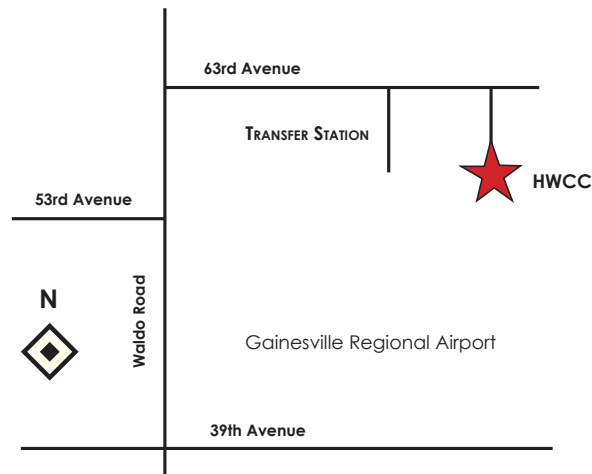 63rd Avenue
Transfer Station
HWCC
53rd Avenue
N
Waldo Road
Gainesville Regional Airport
39th Avenue